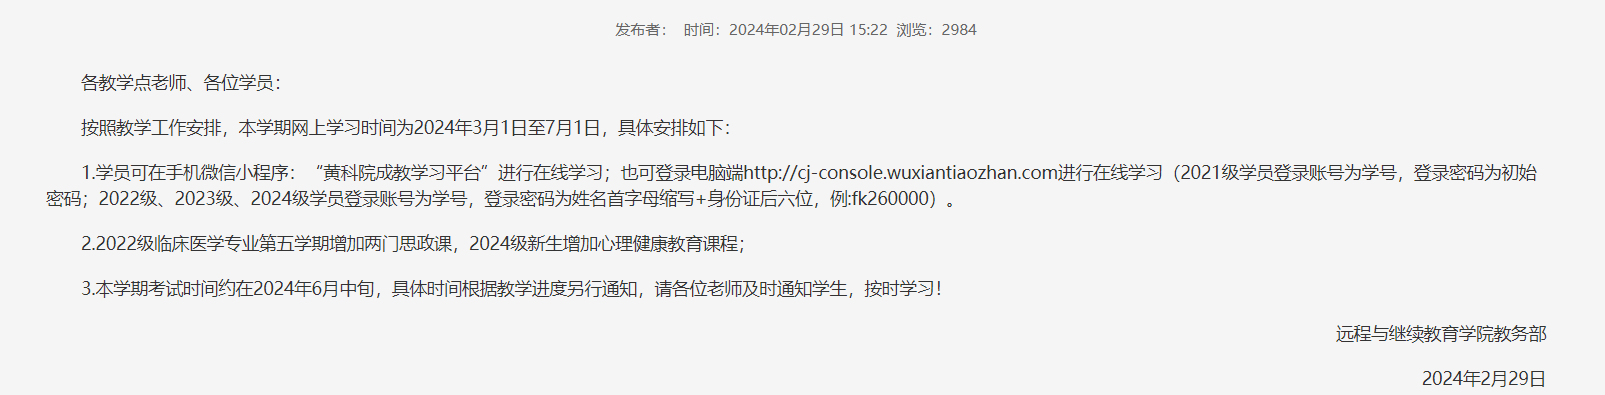 发布者： 时间：2024年02月29日 15:22 浏览：2984
各教学点老师、各位学员：
按照教学工作安排，本学期网上学习时间为2024年3月1日至7月1日，具体安排如下：
1.学员可在手机微信小程序：“黄科院成教学习平台”进行在线学习；也可登录电脑端http://cj-console.wuxiantiaozhan.com进行在线学习（2021级学员登录账号为学号，登录密码为初始
密码；2022级、2023级、2024级学员登录账号为学号，登录密码为姓名首字母缩写+身份证后六位，例:fk260000）。
2.2022级临床医学专业第五学期增加两门思政课，2024级新生增加心理健康教育课程；
3.本学期考试时间约在2024年6月中旬，具体时间根据教学进度另行通知，请各位老师及时通知学生，按时学习！
远程与继续教育学院教务部
2024年2月29日